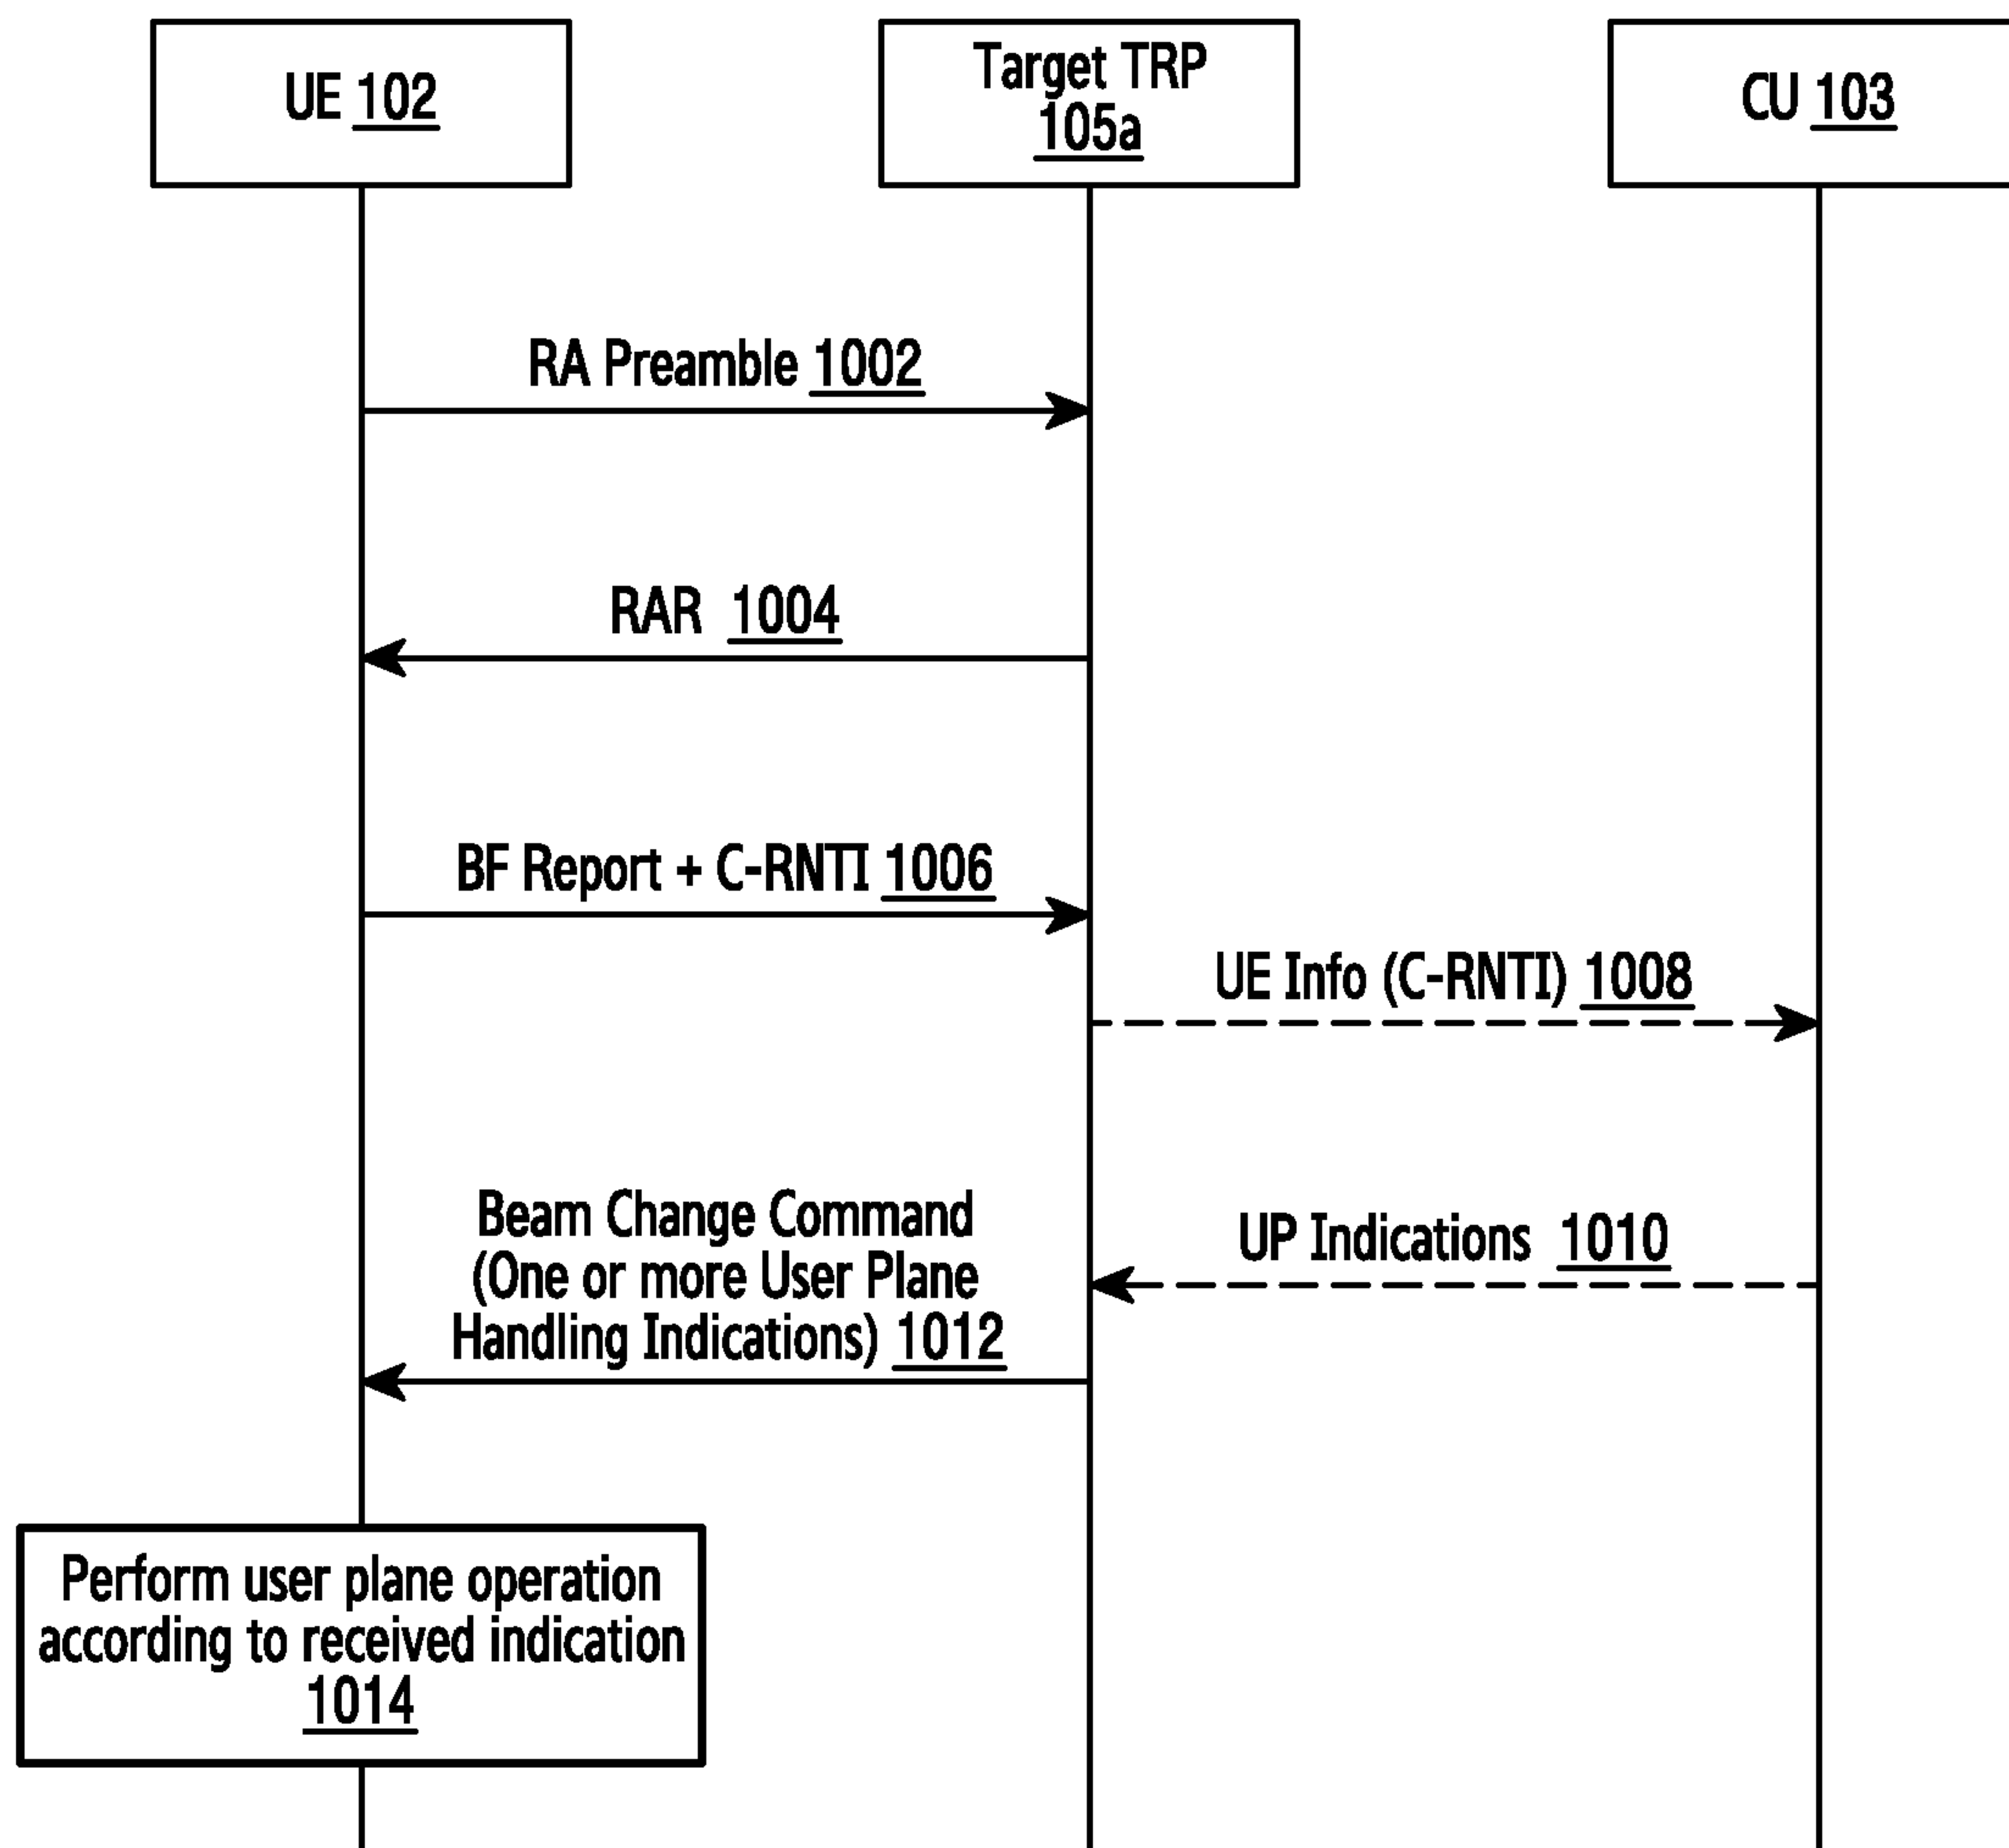 UE 102
Target TRP
105a
CU 103
RA Preamble 1002
RAR 1004
BF Report + C-RNTI 1006
UE Info (C-RNTI) 1008
Beam Change Command
(One or more User Plane
Handling Indications) 1012
UP Indications 1010
Perform user plane operation
according to received indication
1014